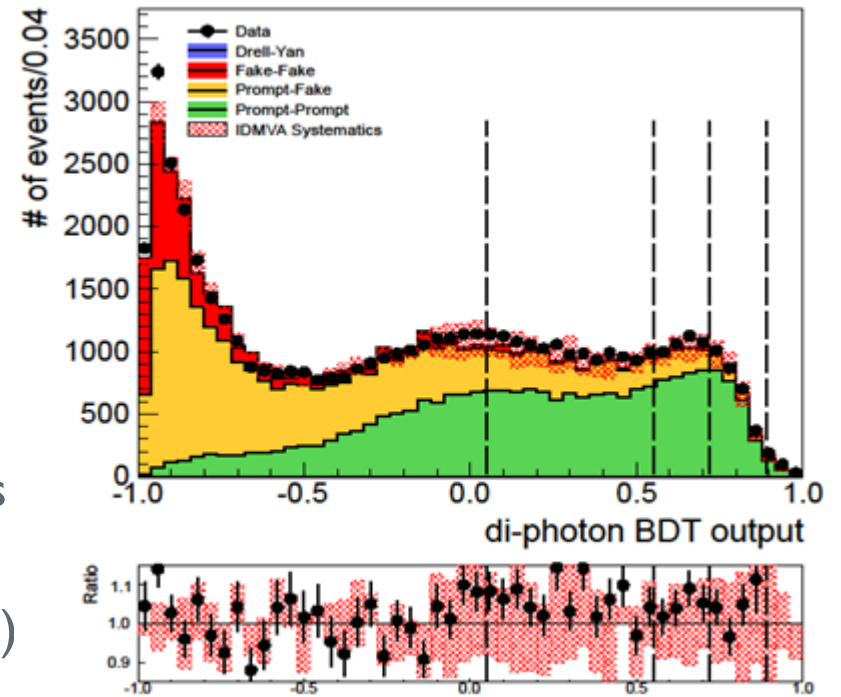 # of events/0.04
3500
3000
2500
2000
1500
1000
500
0
Data
Drell-Yan
Fake-Fake
Prompt-Fake
Prompt-Prompt
IDMVA Systematics
-1.0 -0.5 0.0 0.5 1.0
di-photon BDT output
s
)
Ratio
1.1
1.0
0.9
-1.0 -0.5 0.0 0.5 1.0